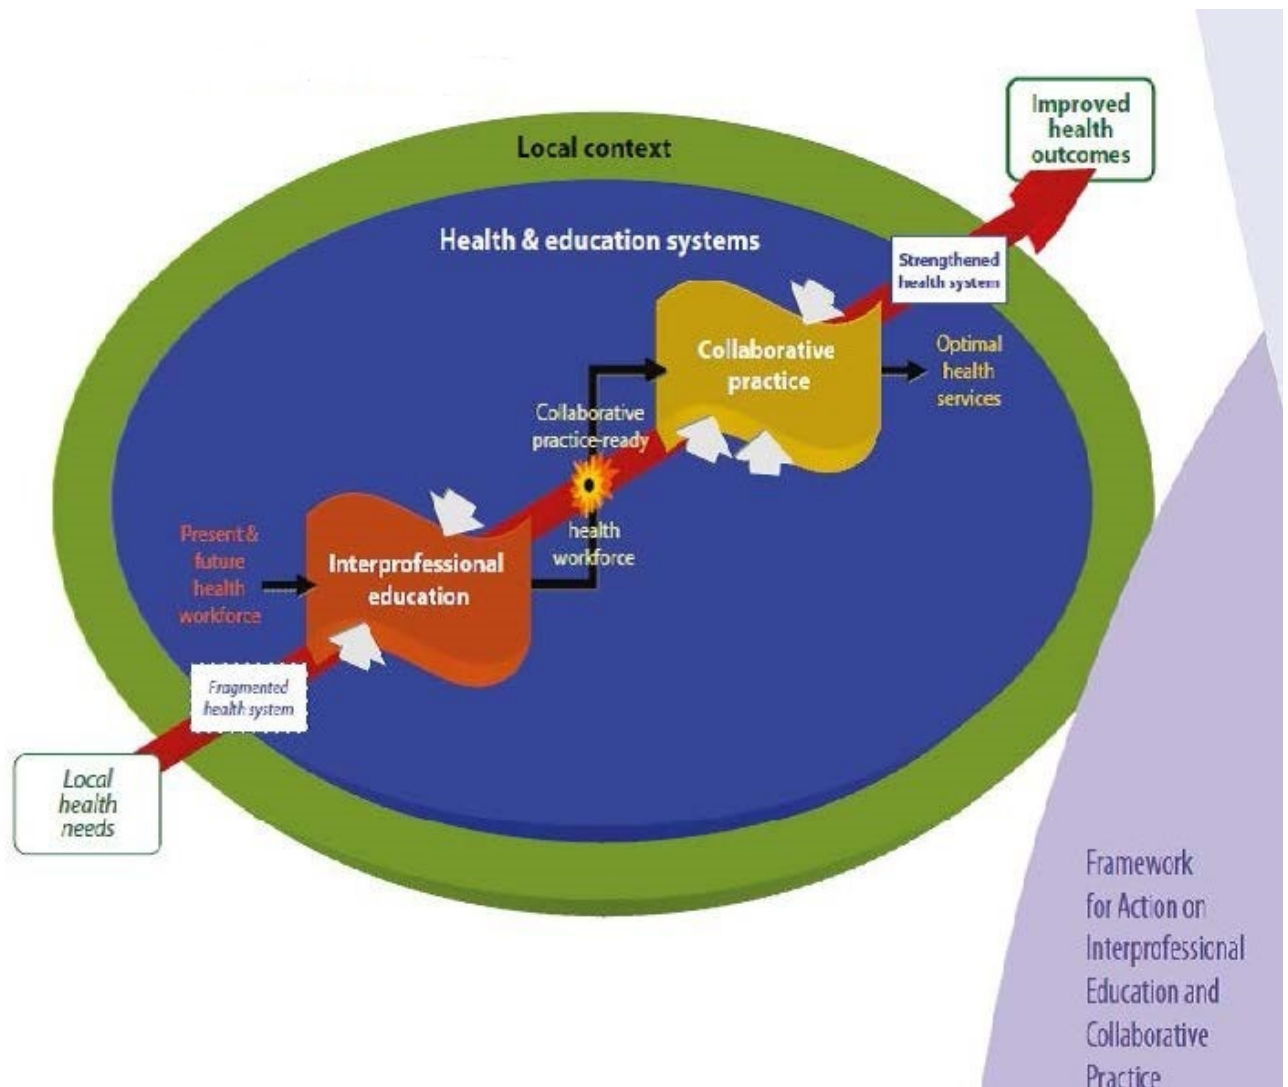 Improved
health
outcomes
Local context
Health & education systems
Strengthened
health system
Collaborative
practice
Optimal
health
services
Collaborative
practice-ready
health
workforce
Present &
future
health
workforce
Interprofessional
education
Fragmented
health system
Local
health
needs
Framework
for Action on
Interprofessional
Education and
Collaborative
Practice